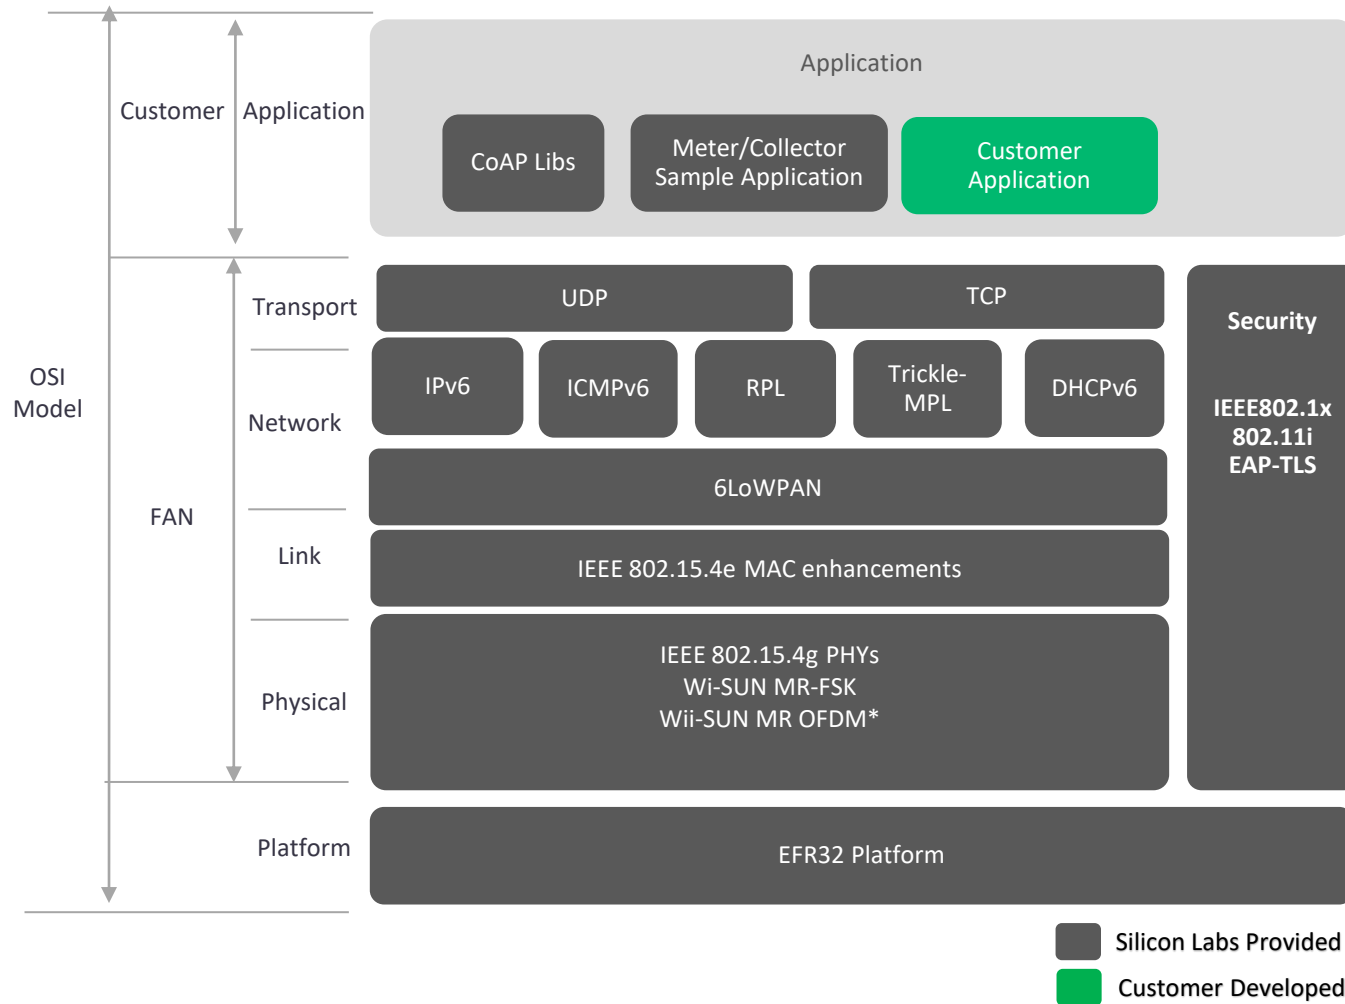 Application
Customer
Application
CoAP Libs
Meter/Collector
Sample Application
Customer
Application
Transport
UDP
TCP
Security
OSI
Model
IPv6
ICMPv6
RPL
Trickle-
MPL
DHCPv6
Network
IEEE802.1x
802.11i
EAP-TLS
6LoWPAN
FAN
Link
IEEE 802.15.4e MAC enhancements
Physical
IEEE 802.15.4g PHYs
Wi-SUN MR-FSK
Wii-SUN MR OFDM*
Platform
EFR32 Platform
Silicon Labs Provided
Customer Developed